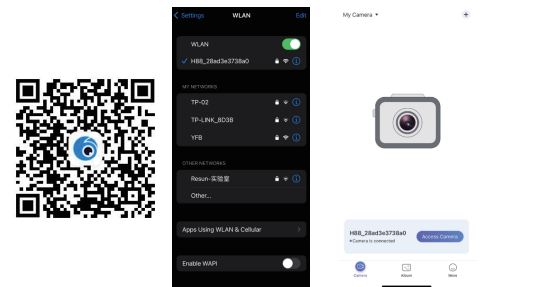 Settings WLAN Edit
WLAN
H88_28ad3e3738a0
MY NETWORKS
TP-02
TP-LINK_8D3B
YFB
OTHER NETWORKS
Resun-实验室
Other...
Apps Using WLAN & Cellular
Enable WAPI
My Camera
H88_28ad3e3738a0
Camera is connected
Access Camera
Camera Album More